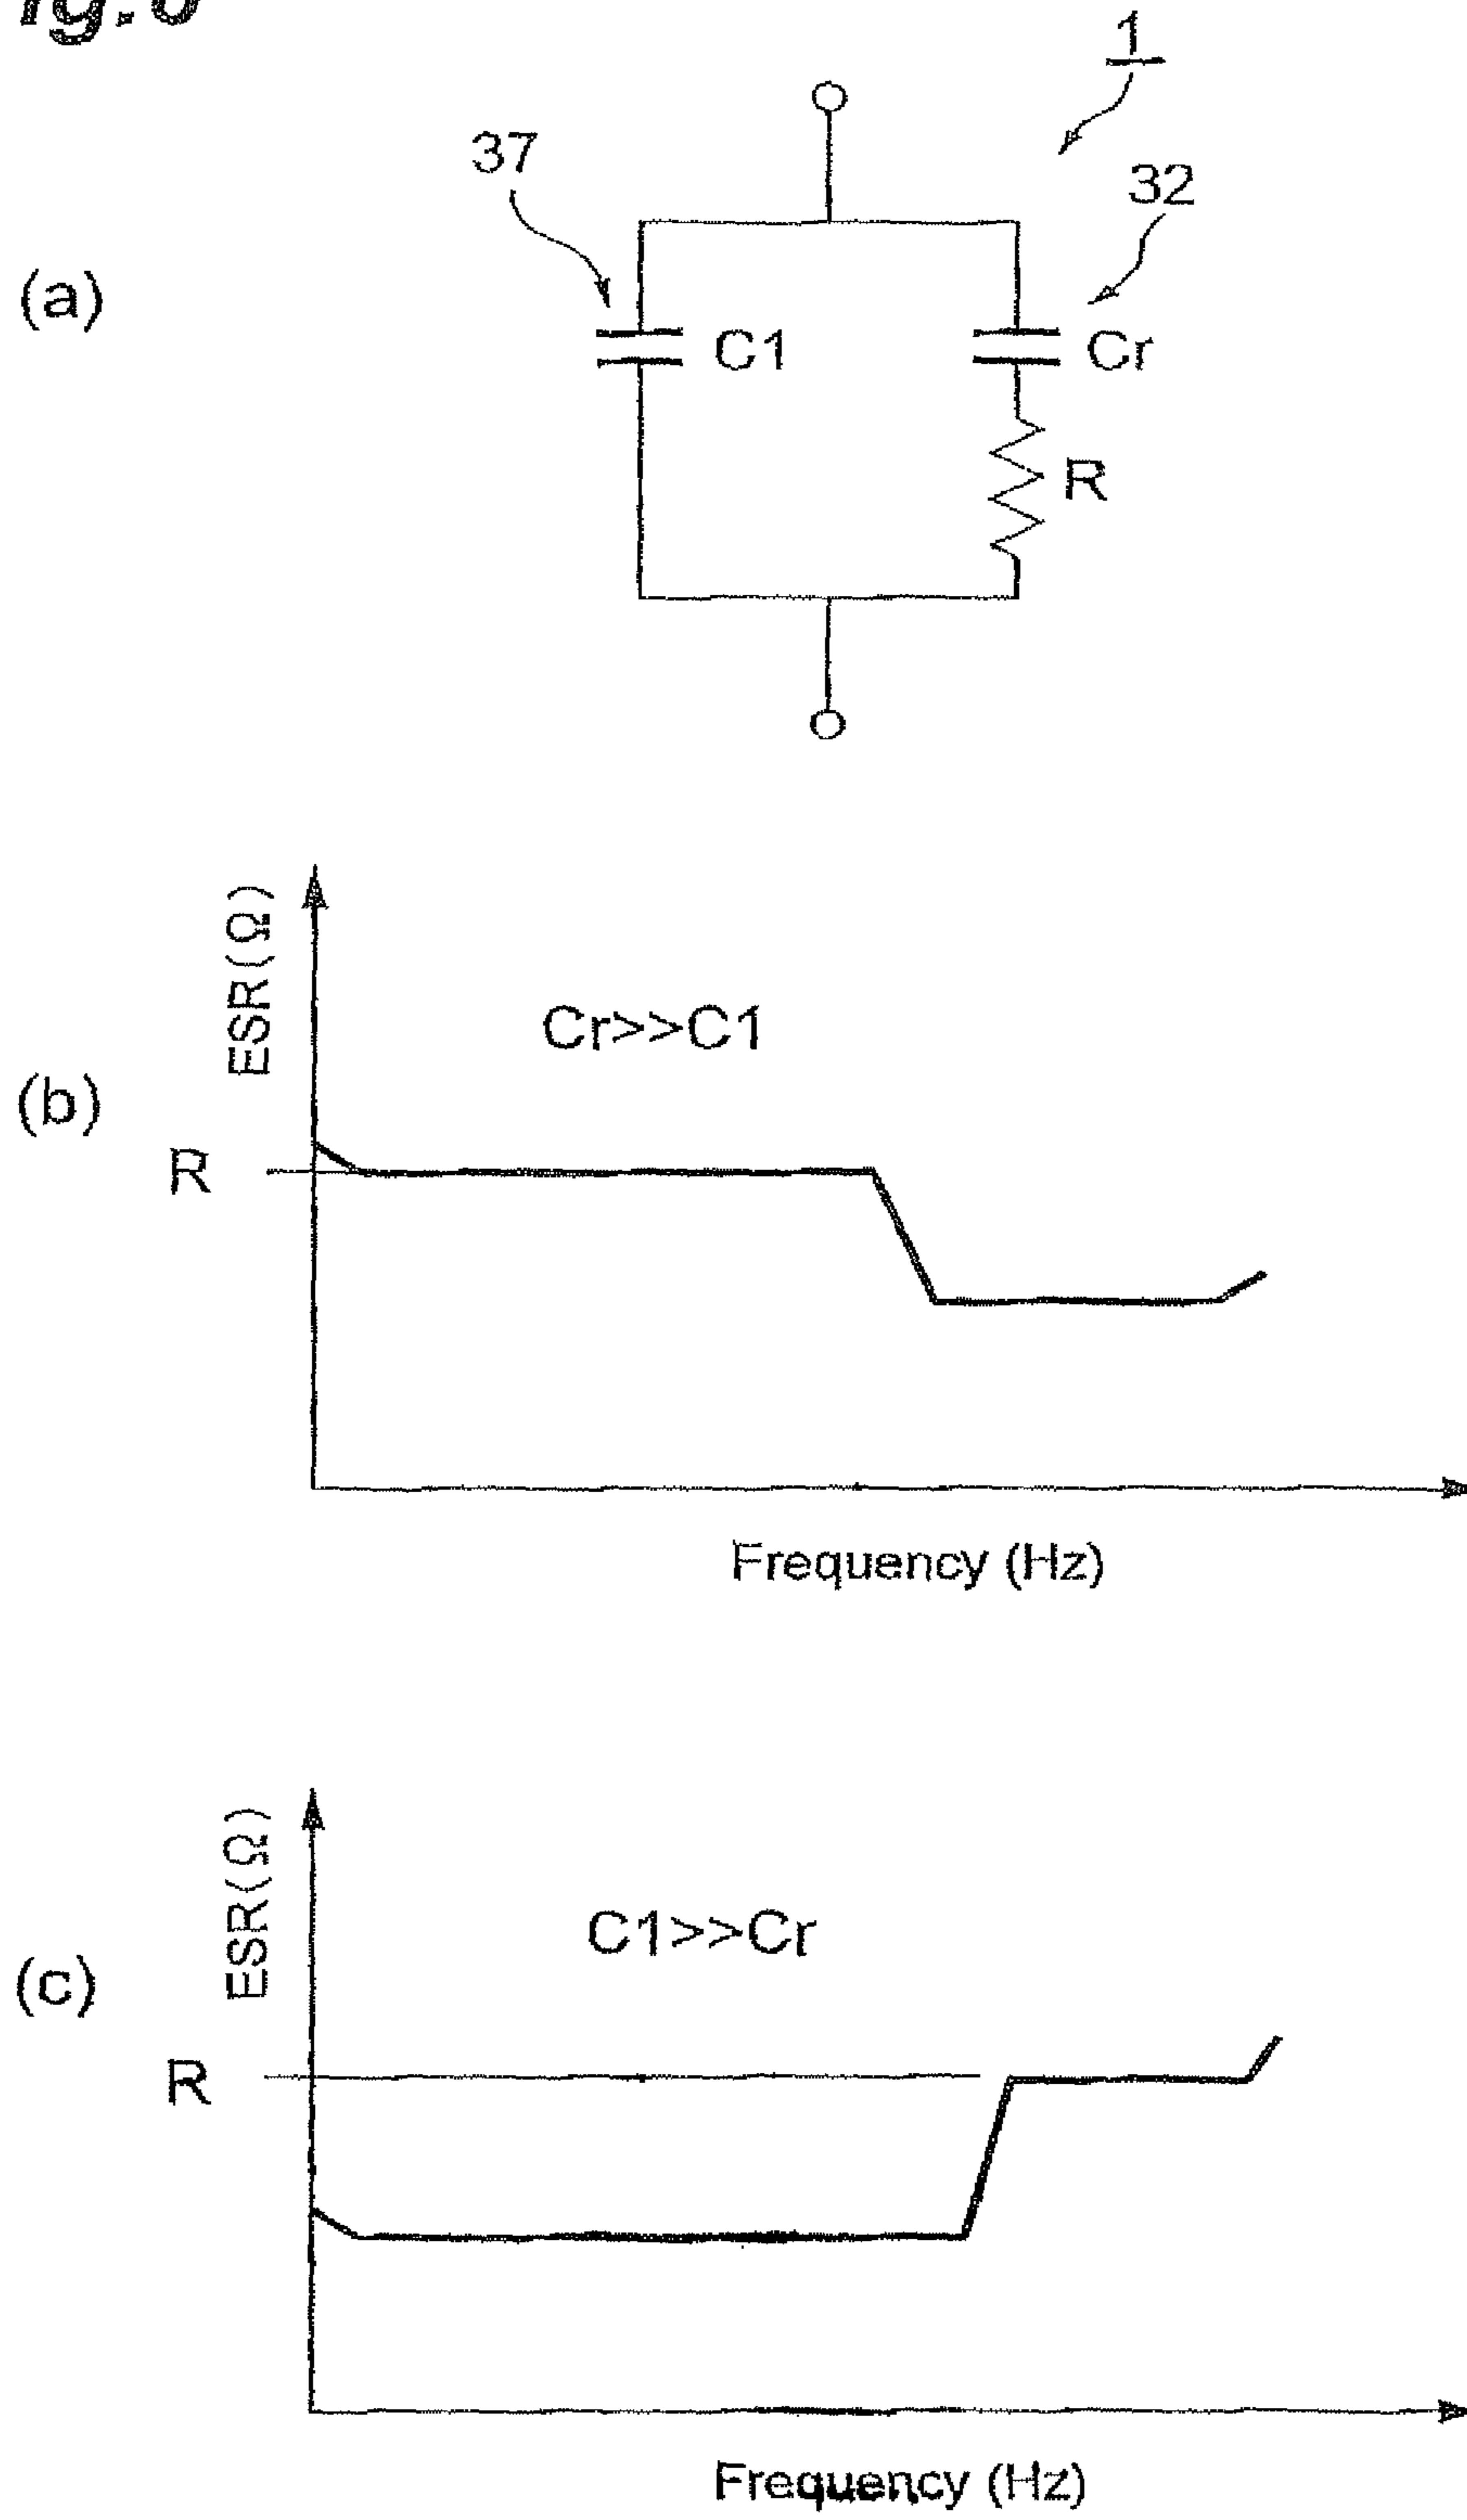 1
37
32
(a)
C1
Cr
R
ESR(Ω)
Cr>>C1
(b)
R
Frequency (Hz)
ESR(Ω)
C1>>Cr
(c)
R
Frequency (Hz)